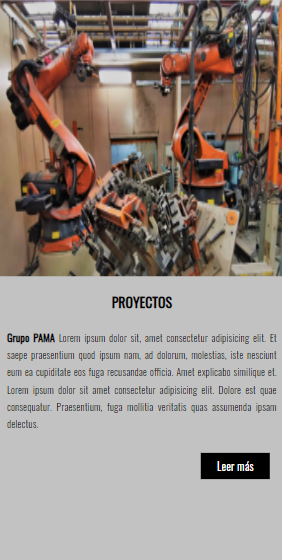 PROYECTOS
Grupo PAMA Lorem ipsum dolor sit, amet consectetur adipisicing elit. Et
saepe praesentium quod ipsum nam, ad dolorum, molestias, iste nesciunt
eum ea cupiditate eos fuga recusandae officia. Amet explicabo similique et.
Lorem ipsum dolor sit amet consectetur adipisicing elit. Dolore est quae
consequatur. Praesentium, fuga mollitia veritatis quas assumenda ipsam
delectus.
Leer más